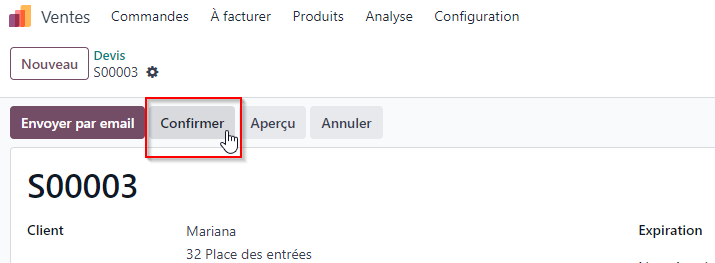 Ventes Commandes À facturer Produits Analyse Configuration
Nouveau
Devis
S00003
Envoyer par email Confirmer Aperçu Annuler
S00003
Client Mariana Expiration
32 Place des entrées